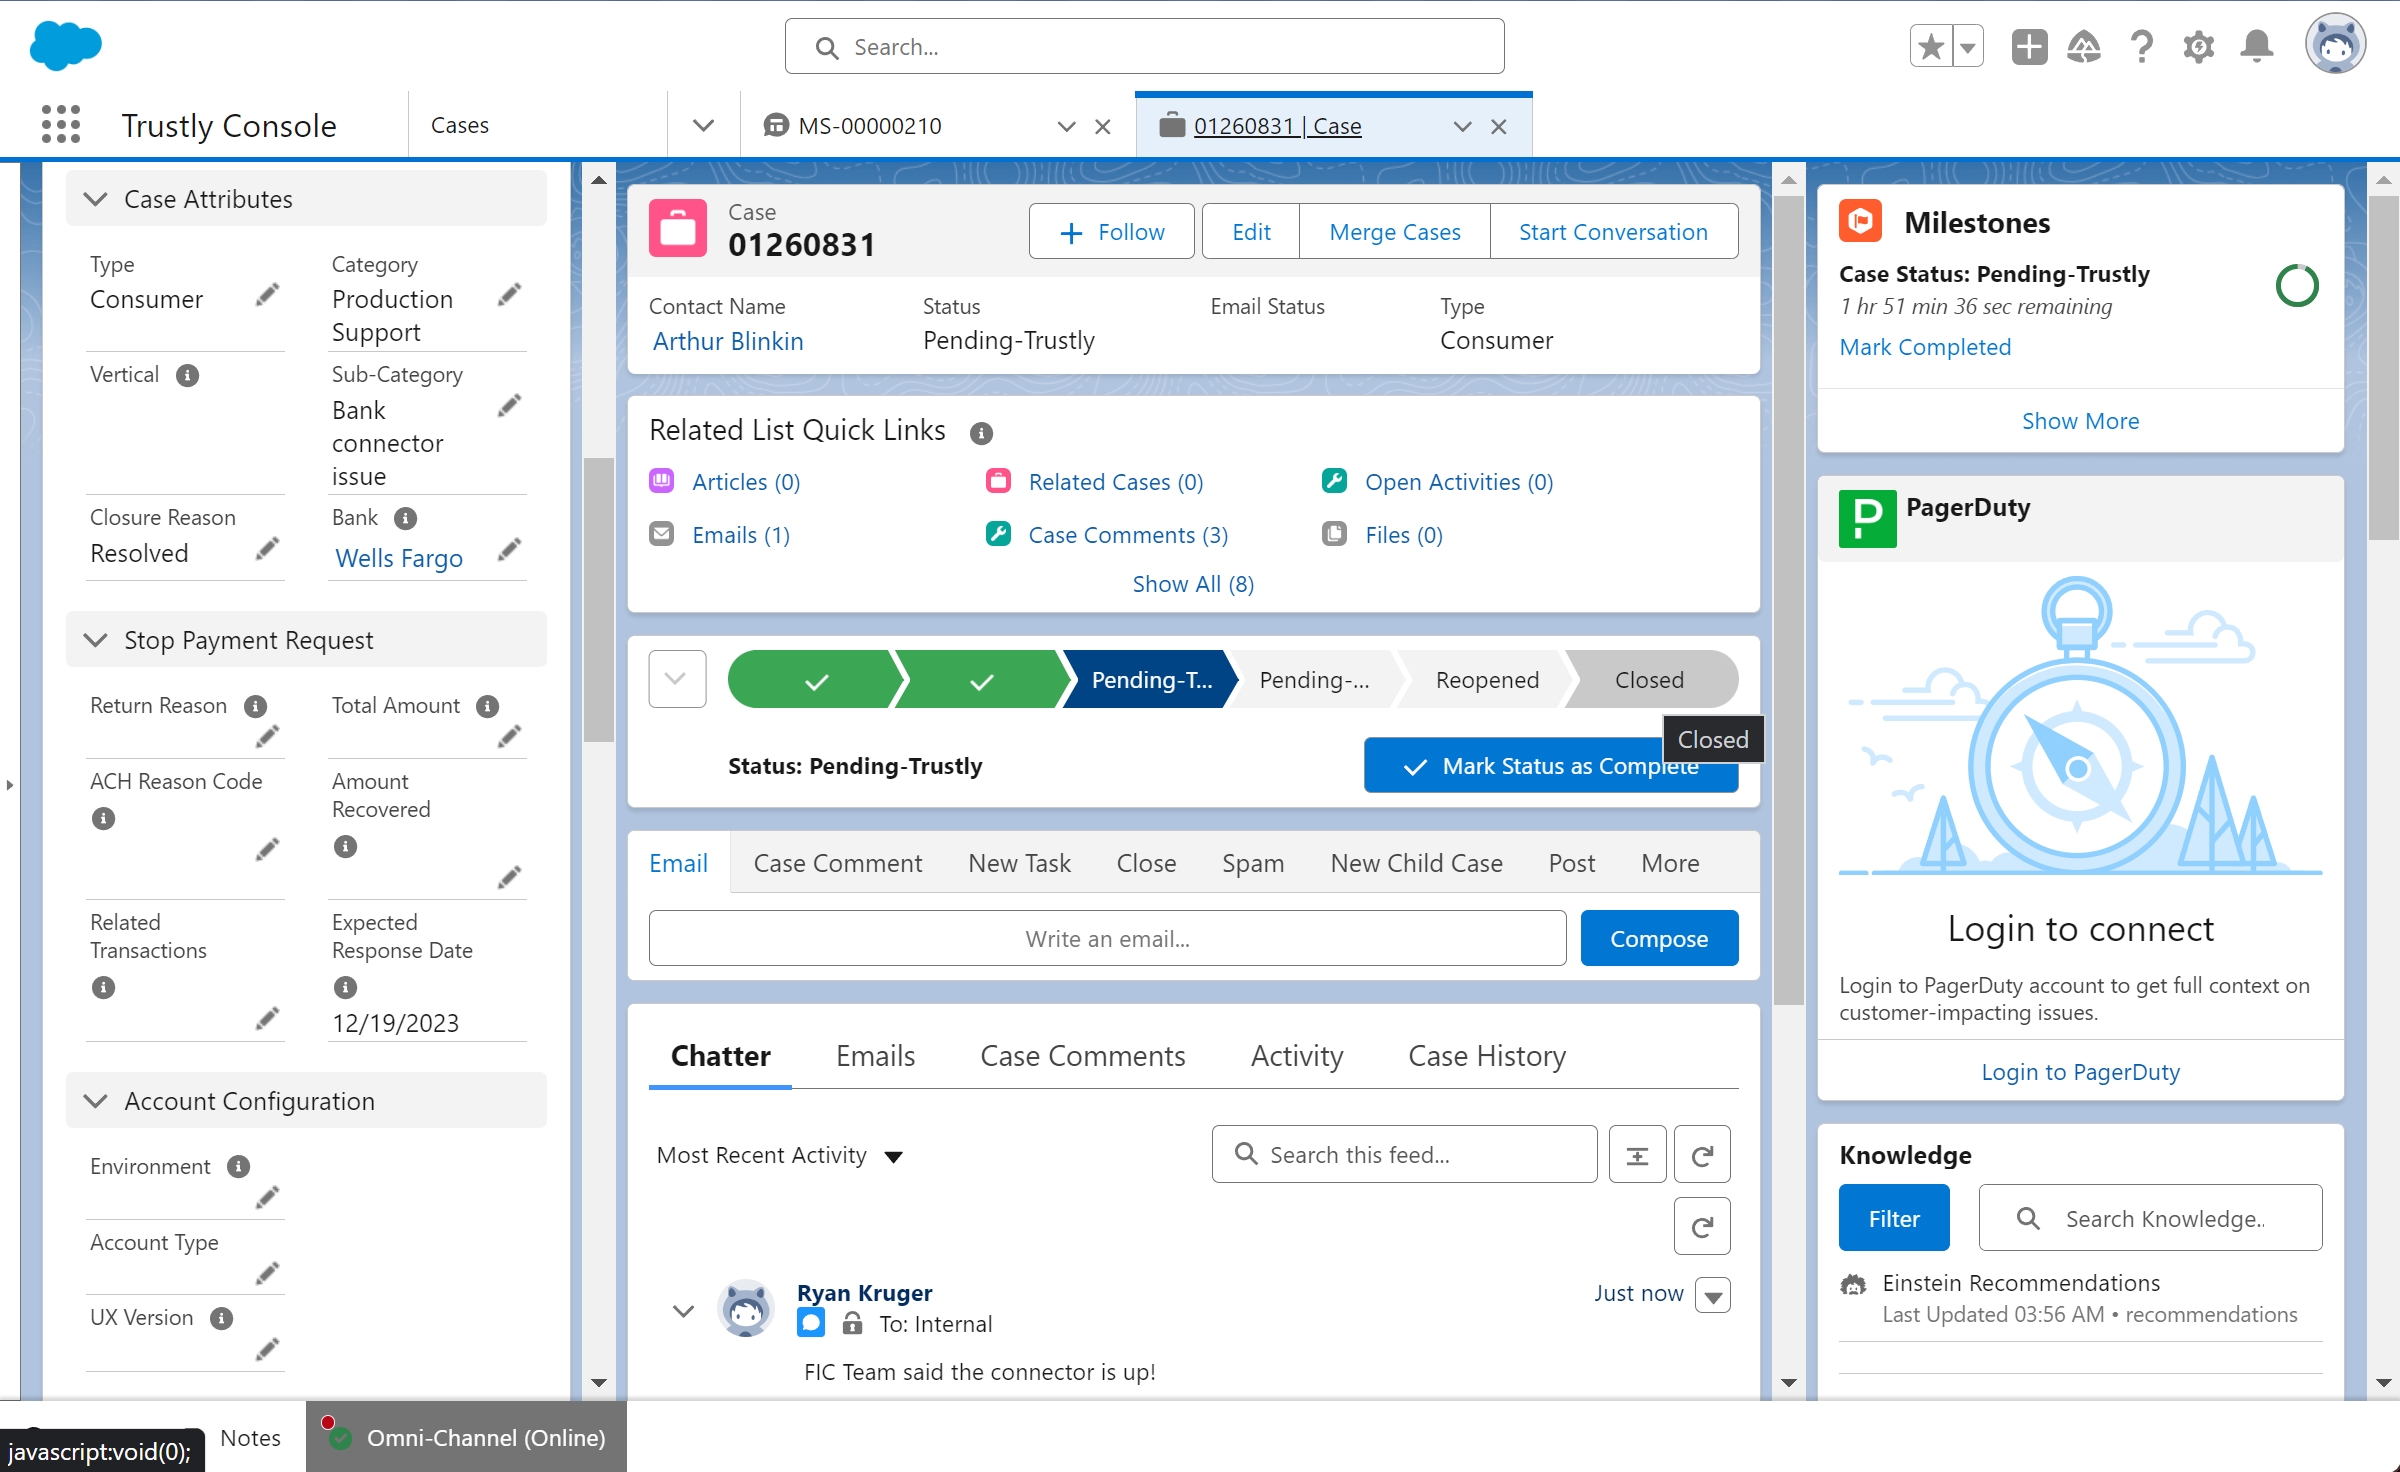 Search...
Trustly Console
Cases
MS-00000210
01260831 | Case
Case Attributes
Type
Consumer
Category
Production
Support
Vertical
Sub-Category
Bank
connector
issue
Closure Reason
Resolved
Bank
Wells Fargo
Stop Payment Request
Return Reason
Total Amount
ACH Reason Code
Amount
Recovered
Related
Transactions
Expected
Response Date
12/19/2023
Account Configuration
Environment
Account Type
UX Version
Case
01260831
Follow
Edit
Merge Cases
Start Conversation
Contact Name
Arthur Blinkin
Status
Pending-Trustly
Email Status
Type
Consumer
Related List Quick Links
Articles (0)
Related Cases (0)
Open Activities (0)
Emails (1)
Case Comments (3)
Files (0)
Show All (8)
Pending-T...
Pending-...
Reopened
Closed
Closed
Status: Pending-Trustly
Mark Status as Complete
Email
Case Comment
New Task
Close
Spam
New Child Case
Post
More
Write an email...
Compose
Chatter
Emails
Case Comments
Activity
Case History
Most Recent Activity
Search this feed...
Ryan Kruger
Just now
To: Internal
FIC Team said the connector is up!
Milestones
Case Status: Pending-Trustly
1 hr 51 min 36 sec remaining
Mark Completed
Show More
PagerDuty
Login to connect
Login to PagerDuty account to get full context on
customer-impacting issues.
Login to PagerDuty
Knowledge
Filter
Search Knowledge..
Einstein Recommendations
Last Updated 03:56 AM • recommendations
javascript:void(0);
Notes
Omni-Channel (Online)